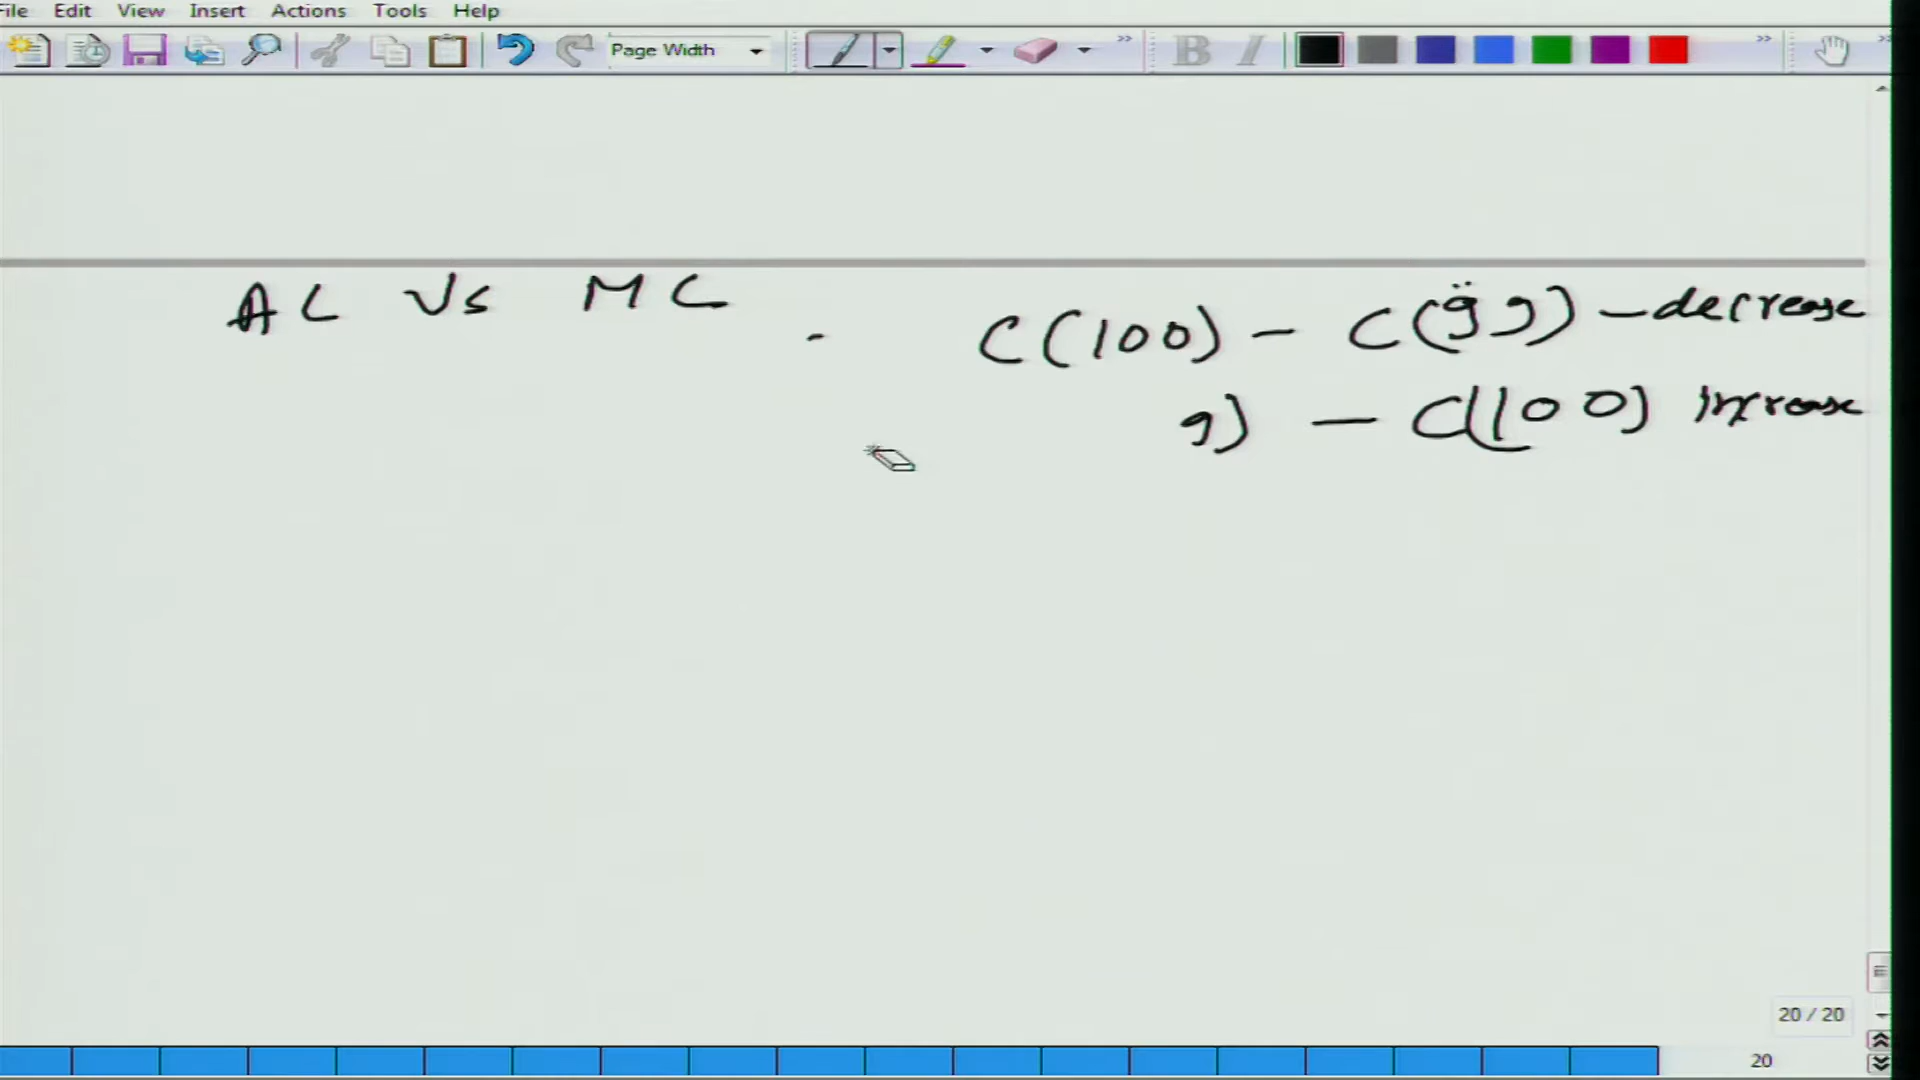 File Edit View Insert Actions Tools Help
Page Width B I
AC Vs MC
C(100) - C(99) - decrease
9) - C(100) increase
20 / 20
20